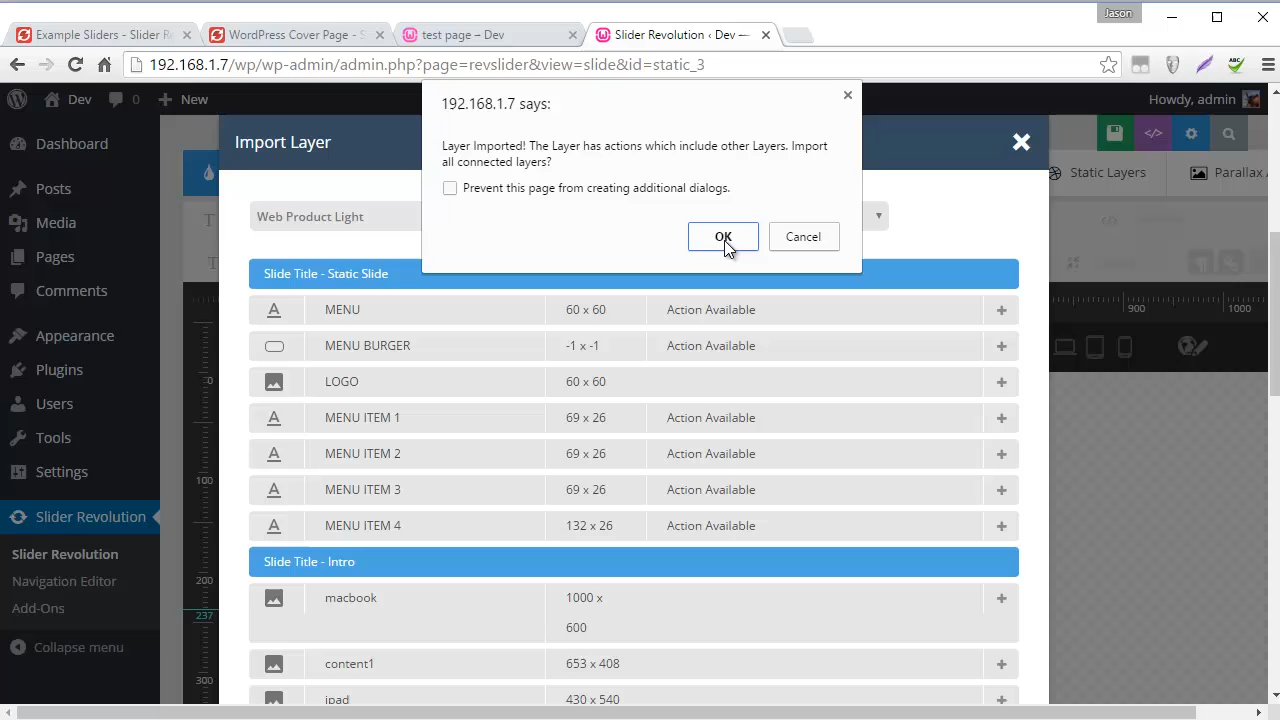 Jason
Example Sliders - Slider R
WordPress Cover Page - S
test page – Dev
Slider Revolution ‹ Dev —
192.168.1.7/wp/wp-admin/admin.php?page=revslider&view=slide&id=static_3
ABC
Dev
0
New
Howdy, admin
Dashboard
Posts
Media
Pages
Comments
Appearance
Plugins
Users
Tools
Settings
Slider Revolution
Slider Revolution
Navigation Editor
Add-Ons
Collapse menu
Import Layer
192.168.1.7 says:
Layer Imported! The Layer has actions which include other Layers. Import
all connected layers?
Prevent this page from creating additional dialogs.
OK
Cancel
Static Layers
Parallax
Web Product Light
Slide Title - Static Slide
MENU 60 x 60 Action Available
MENU BURGER -1 x -1 Action Available
LOGO 60 x 60
MENU ITEM 1 69 x 26 Action Available
MENU ITEM 2 69 x 26 Action Available
MENU ITEM 3 69 x 26 Action Available
MENU ITEM 4 132 x 26 Action Available
Slide Title - Intro
macbook 1000 x
600
content 653 x 408
ipad 430 x 540
900
1000
0
100
200
237
300